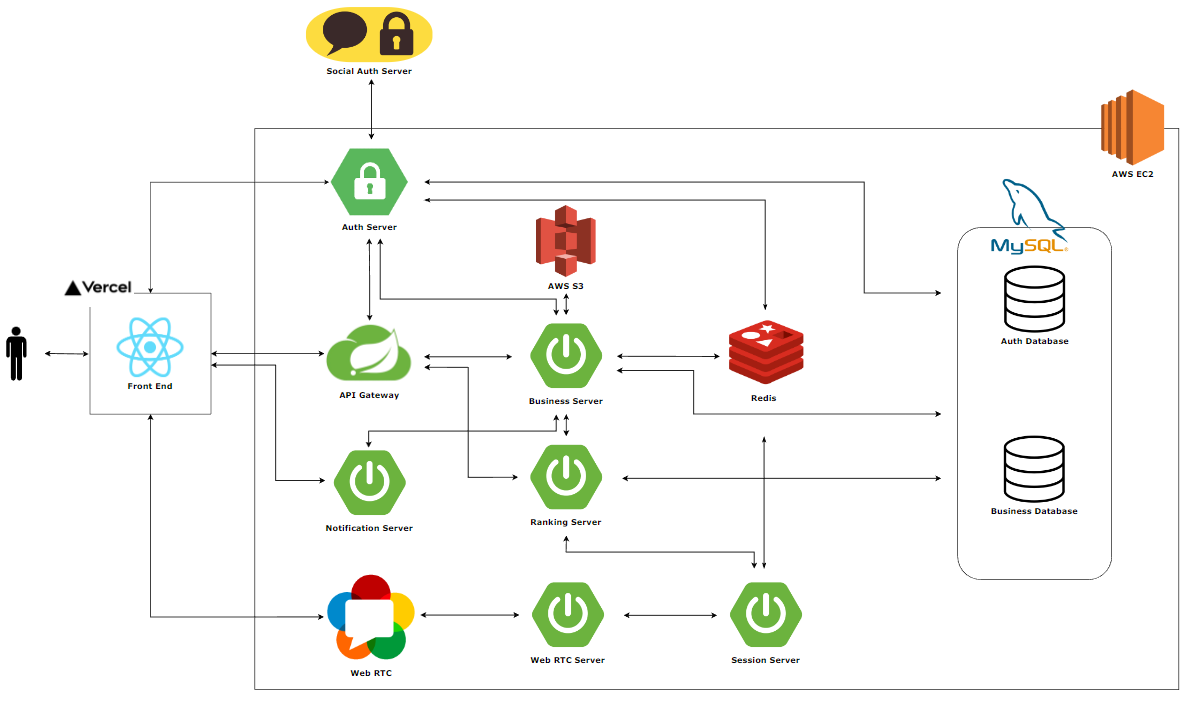 Social Auth Server
AWS EC2
Auth Server
MySQL®
AWS S3
Vercel
Auth Database
Front End
API Gateway
Business Server
Redis
Notification Server
Ranking Server
Business Database
Web RTC
Web RTC Server
Session Server